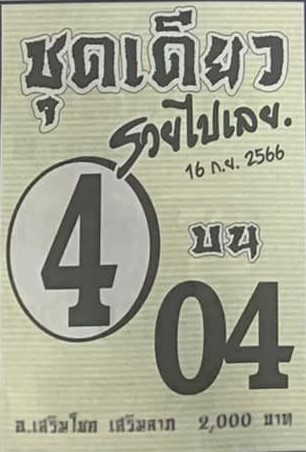 ชุดเดียว
รวยไปเลย.
16 ก.ย. 2566
4 บน
04
อ.เสริมโชค เสริมลาภ 2,000 บาท